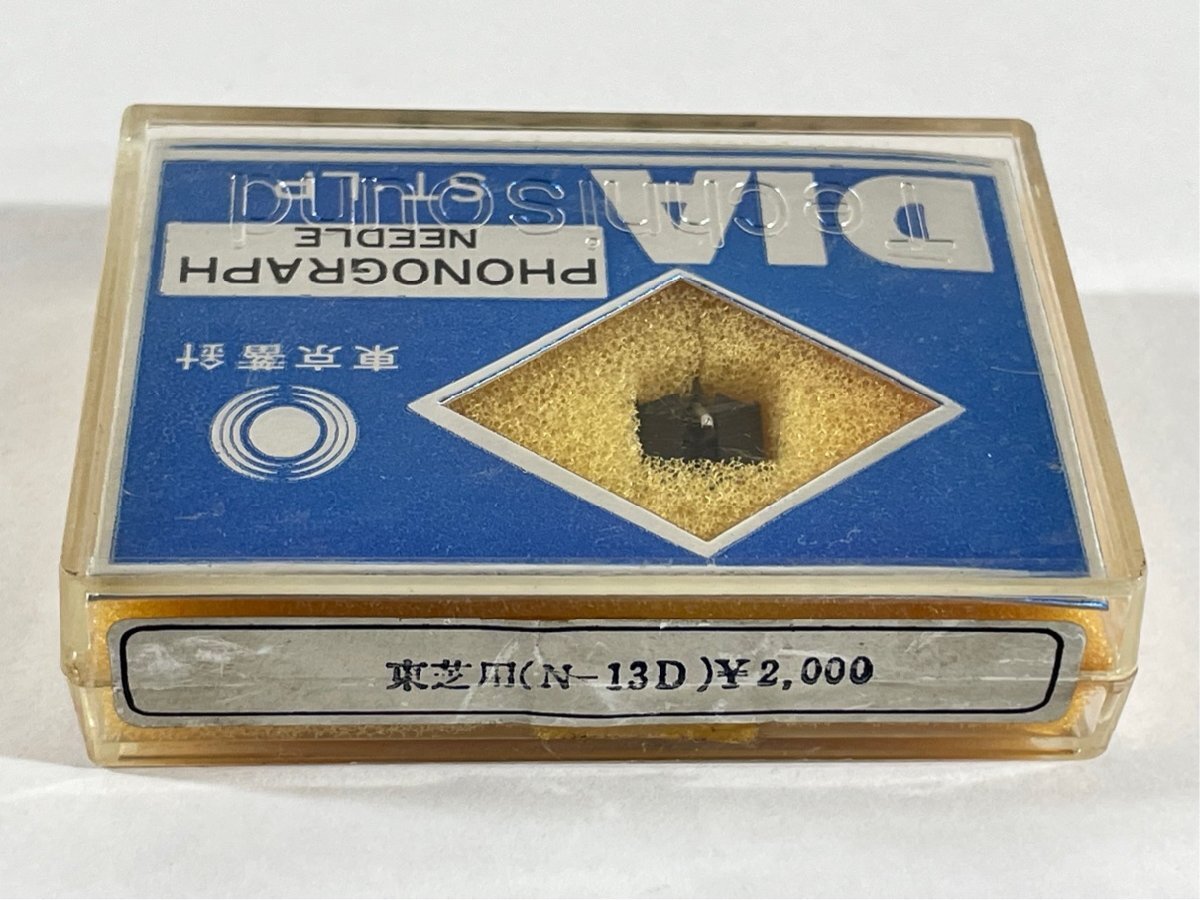 東京蓄針
PHONOGRAPH
NEEDLE
DIA
Technisound
東芝用(N-13D)¥2,000